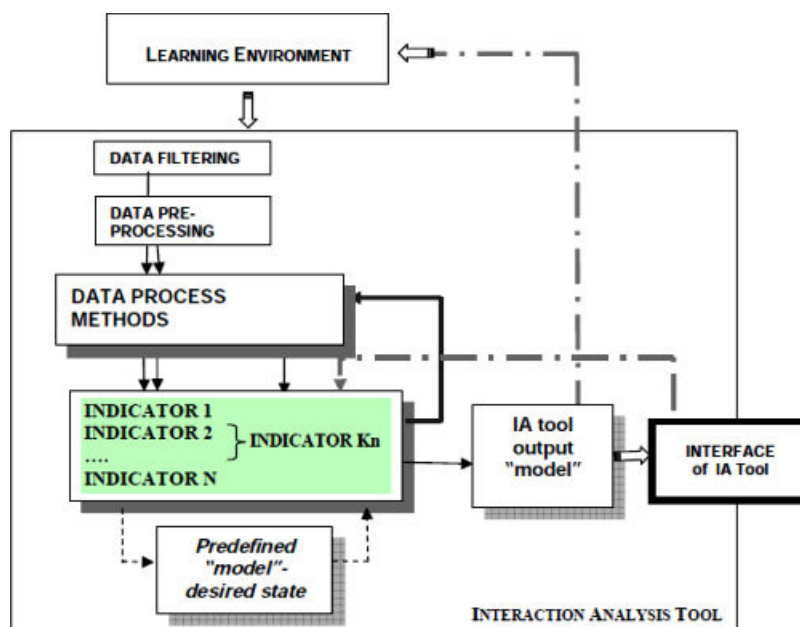 LEARNING ENVIRONMENT
DATA FILTERING
DATA PRE-
PROCESSING
DATA PROCESS
METHODS
INDICATOR 1
INDICATOR 2
....
INDICATOR N
INDICATOR Kn
IA tool
output
"model"
INTERFACE
of IA Tool
Predefined
"model"-
desired state
INTERACTION ANALYSIS TOOL